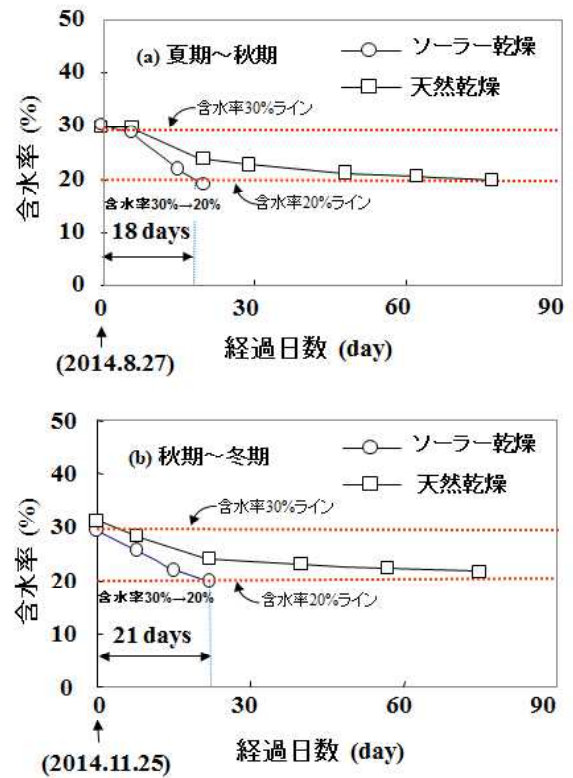 50
40
30
20
10
0
含水率 (%)
(a) 夏期～秋期
ソーラー乾燥
天然乾燥
含水率30%ライン
含水率20%ライン
含水率30%→20%
18 days
0
30
60
90
経過日数 (day)
(2014.8.27)
50
40
30
20
10
0
含水率 (%)
(b) 秋期～冬期
ソーラー乾燥
天然乾燥
含水率30%ライン
含水率20%ライン
含水率30%→20%
21 days
0
30
60
90
経過日数 (day)
(2014.11.25)